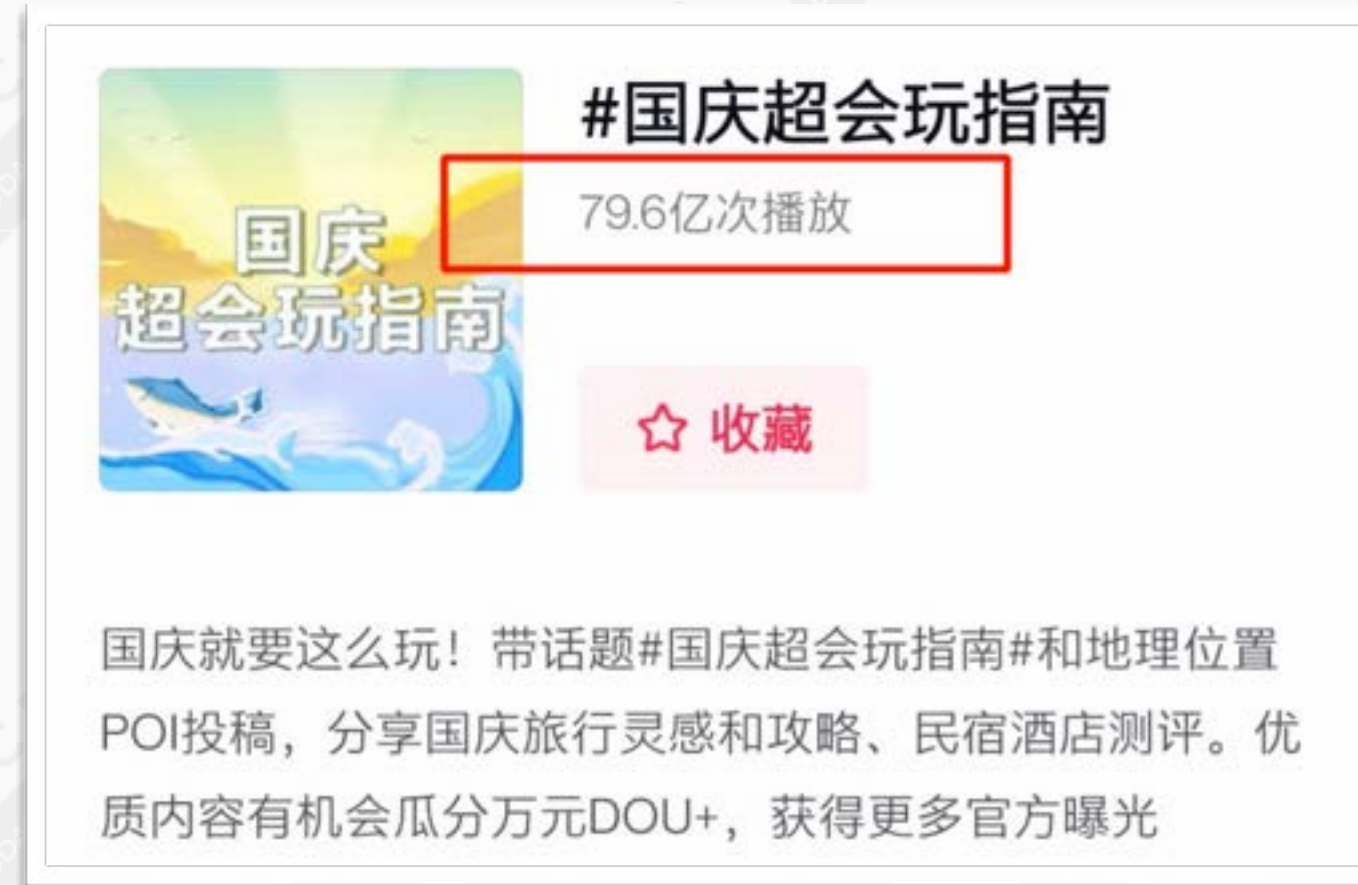 #国庆超会玩指南
79.6亿次播放
国庆
超会玩指南
收藏
国庆就要这么玩！带话题#国庆超会玩指南#和地理位置
POI投稿，分享国庆旅行灵感和攻略、民宿酒店测评。优
质内容有机会瓜分万元DOU+，获得更多官方曝光